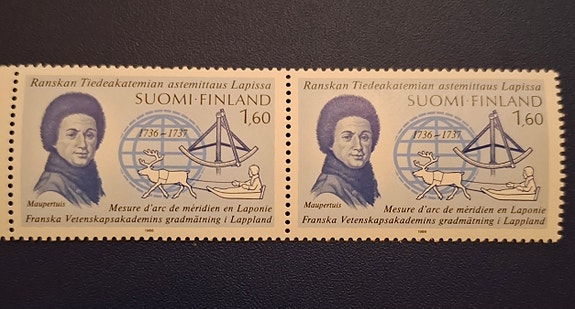 Ranskan Tiedeakatemian astemittaus Lapissa
SUOMI·FINLAND
1,60
1736-1737
Maupertuis
Mesure d'arc de méridien en Laponie
Franska Vetenskapsakademins gradmätning i Lappland
1986
Ranskan Tiedeakatemian astemittaus Lapissa
SUOMI·FINLAND
1,60
1736-1737
Maupertuis
Mesure d'arc de méridien en Laponie
Franska Vetenskapsakademins gradmätning i Lappland
1986